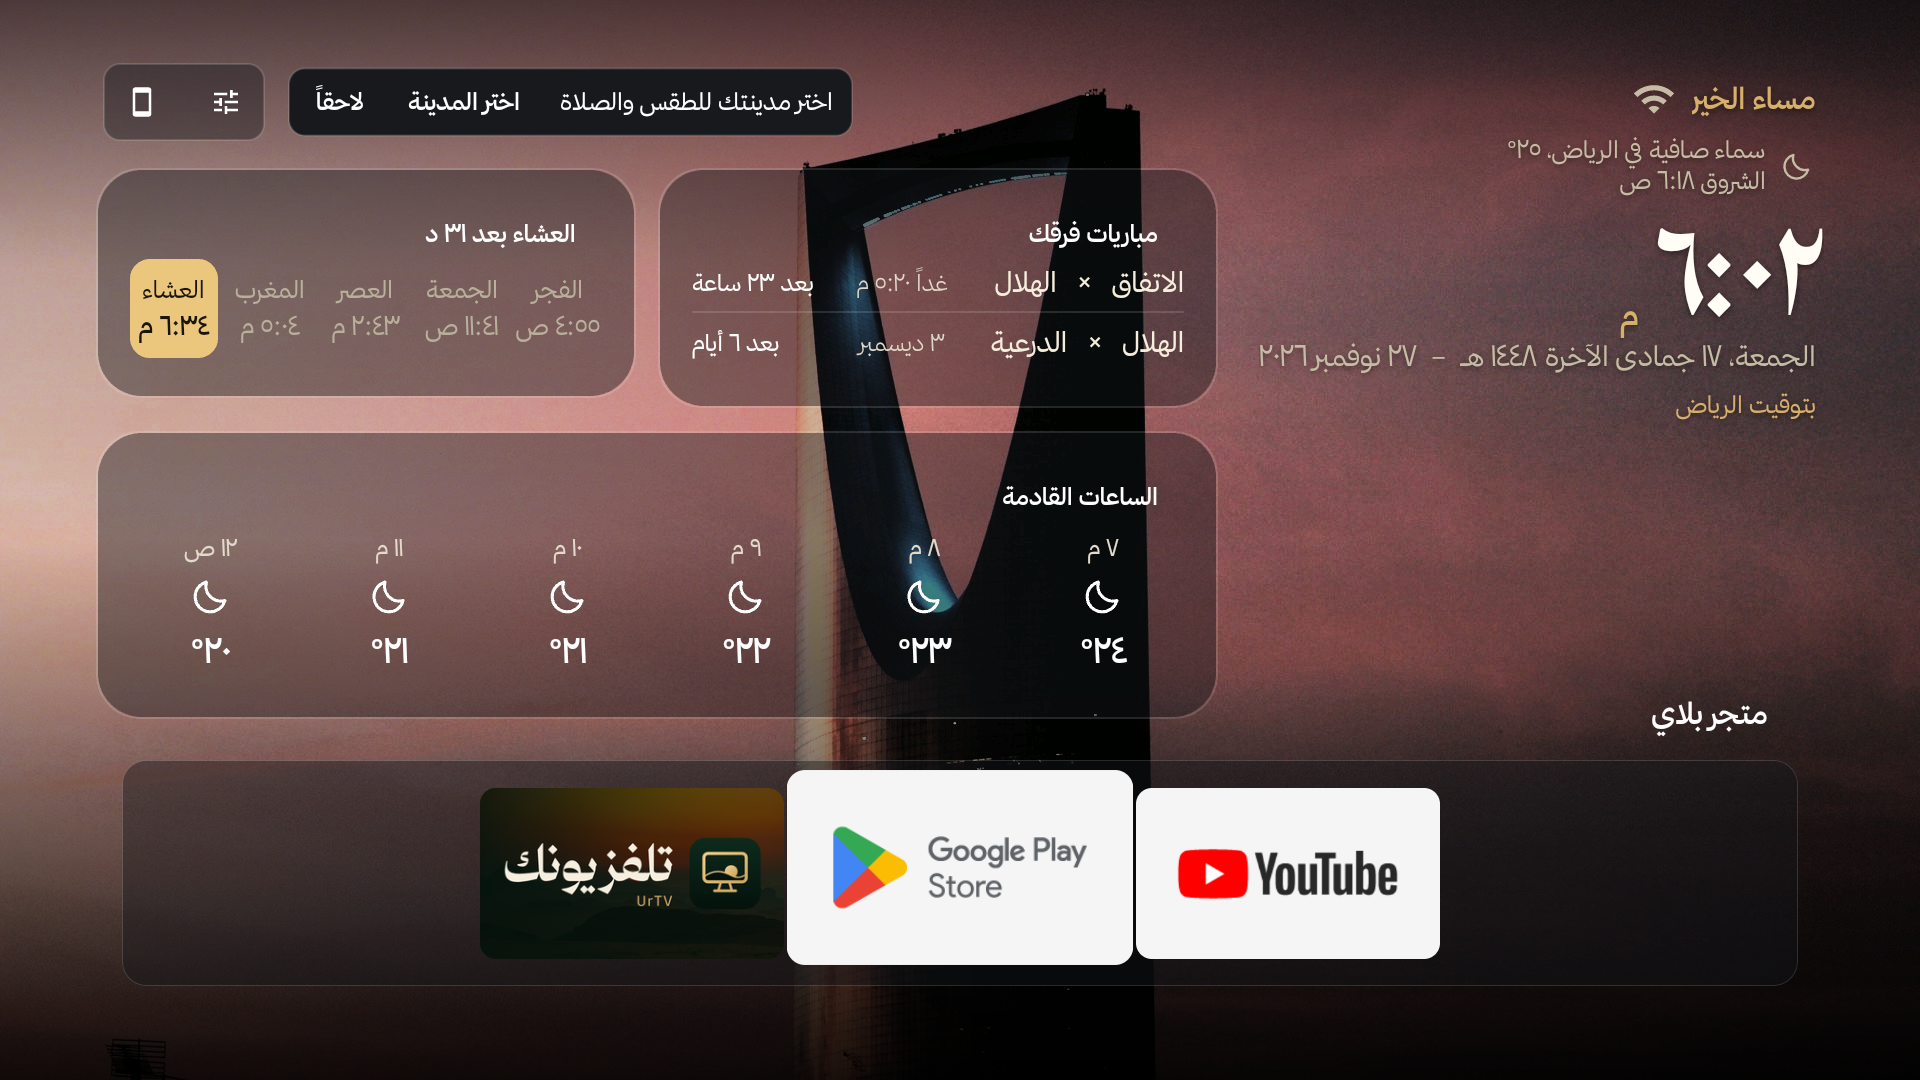 مساء الخير
سماء صافية في الرياض، ٢٥°
الشروق ٦:١٨ ص
٦:٠٢ م
الجمعة، ١٧ جمادى الآخرة ١٤٤٨ هـ – ٢٧ نوفمبر ٢٠٢٦
بتوقيت الرياض
اختر مدينتك للطقس والصلاة اختر المدينة لاحقاً
مباريات فرقك
الاتفاق × الهلال غداً ٥:٢٠ م بعد ٢٣ ساعة
الهلال × الدرعية ٣ ديسمبر بعد ٦ أيام
العشاء بعد ٣١ د
الفجر الجمعة العصر المغرب العشاء
٤:٥٥ ص ١١:٤١ ص ٢:٤٣ م ٥:٠٤ م ٦:٣٤ م
الساعات القادمة
٧ م ٨ م ٩ م ١٠ م ١١ م ١٢ ص
٢٤° ٢٣° ٢٢° ٢١° ٢١° ٢٠°
متجر بلاي
YouTube
Google Play
Store
تلفزيونك
UrTV